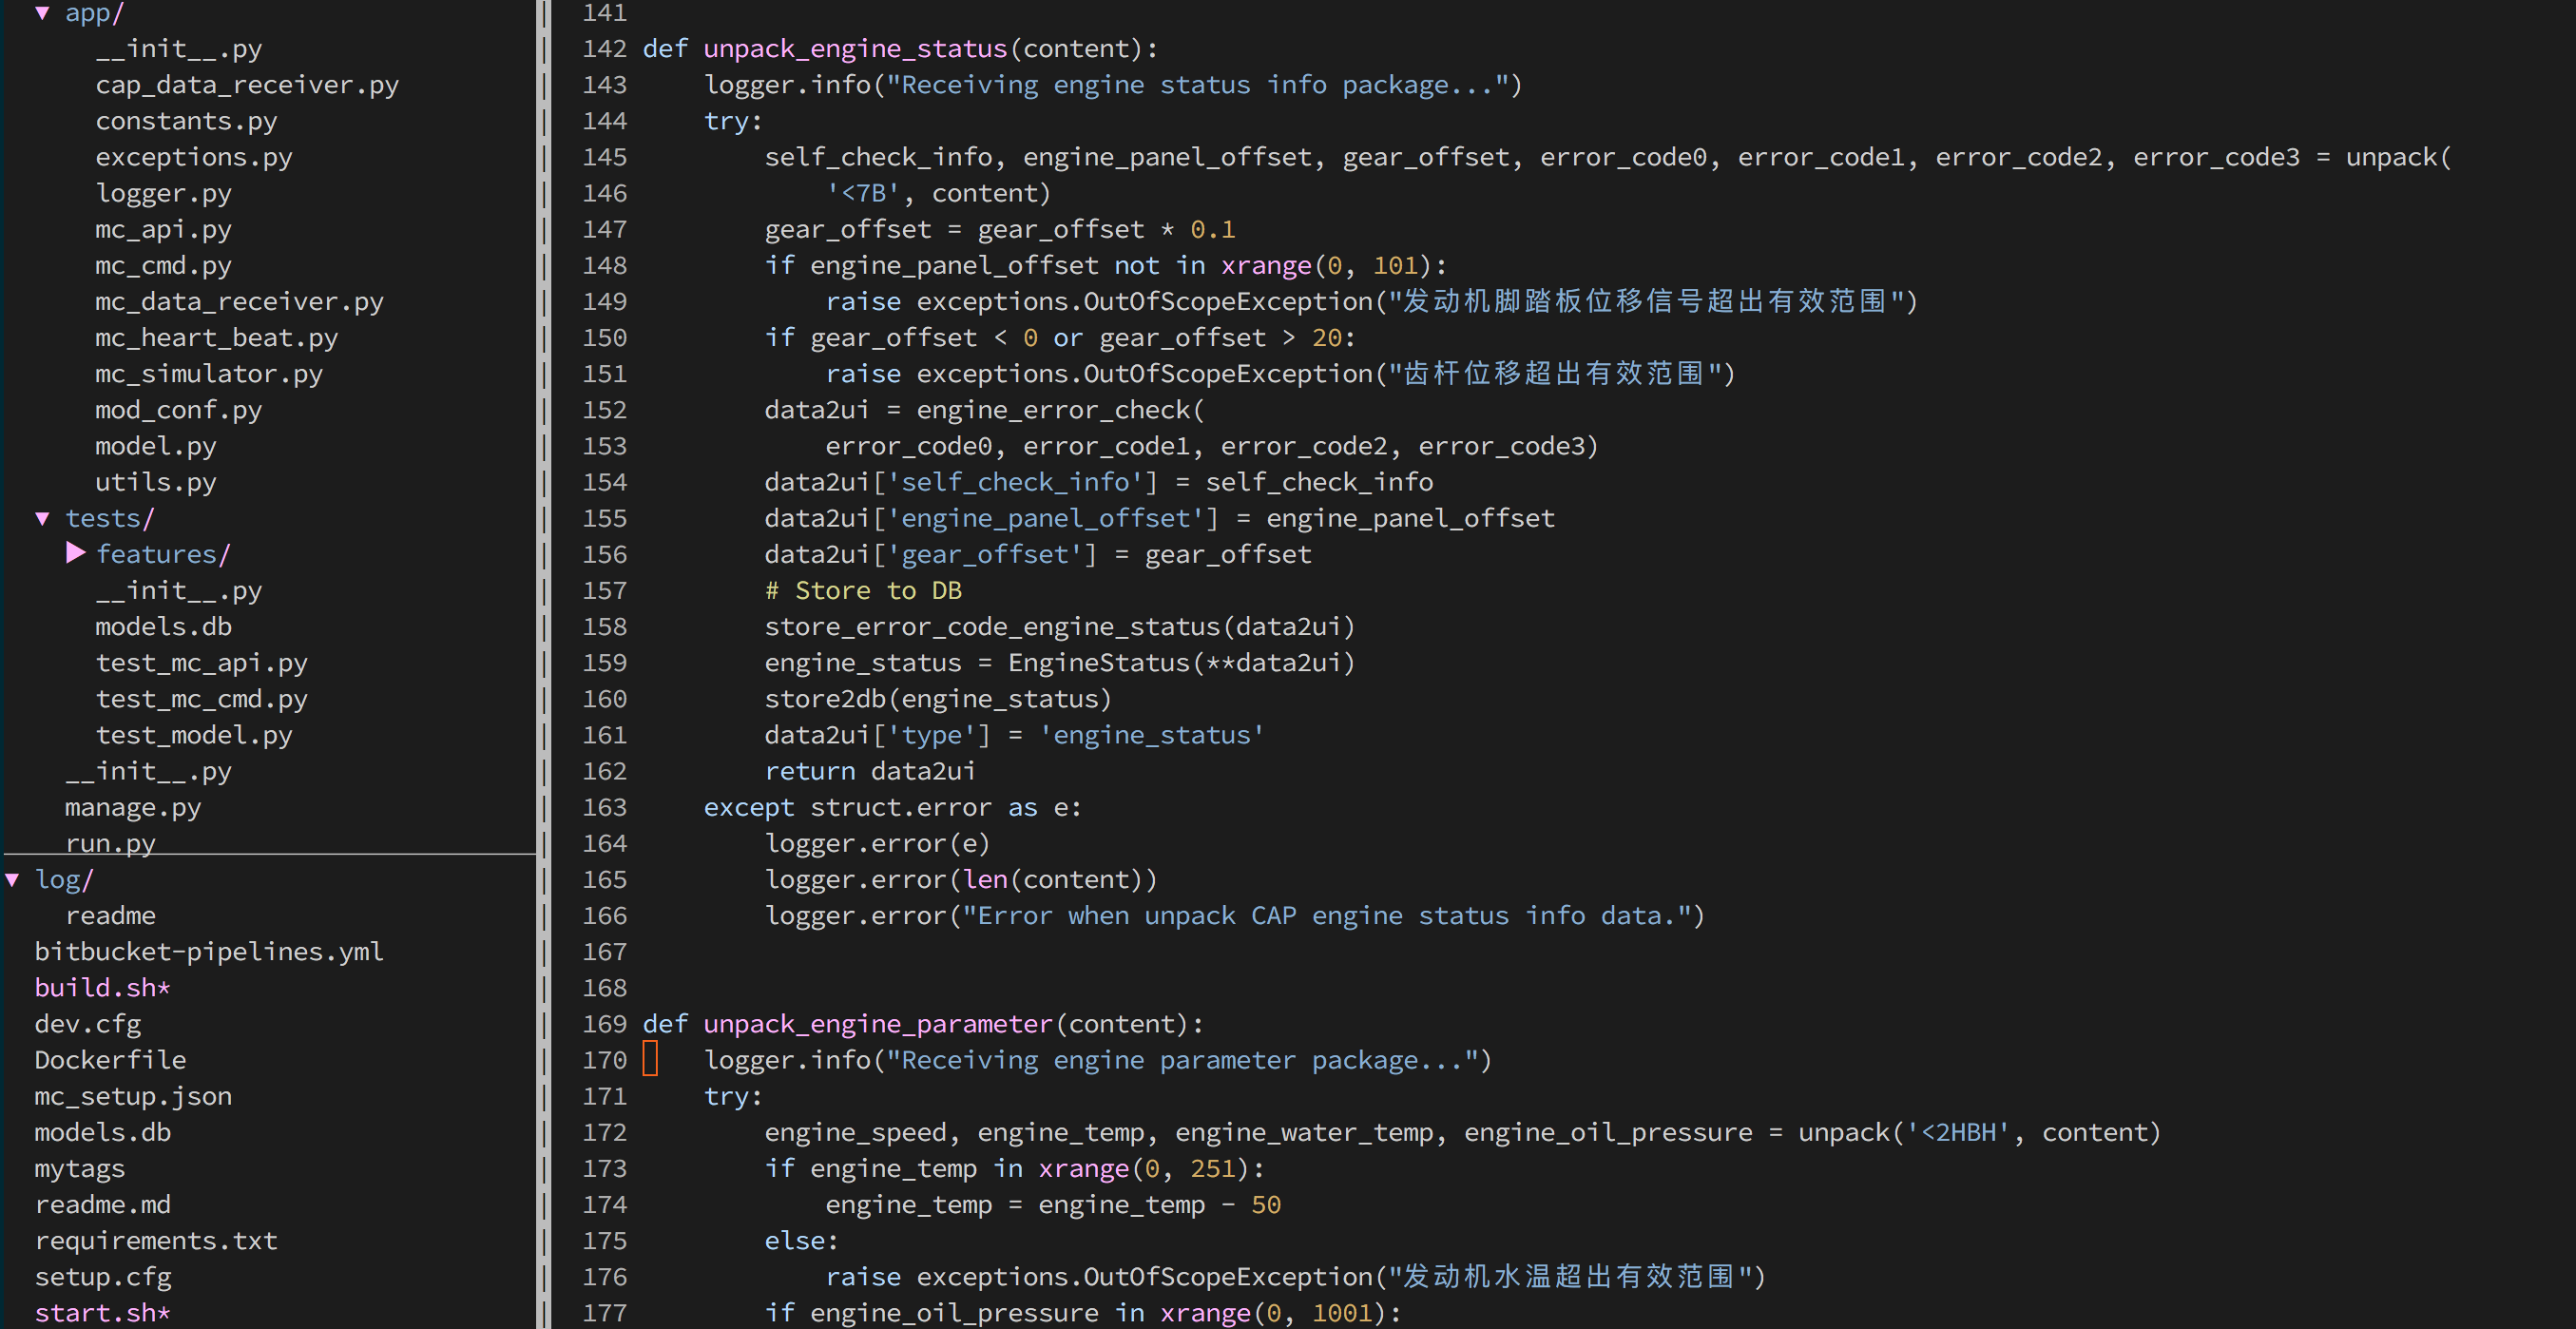 ▼ app/
__init__.py
cap_data_receiver.py
constants.py
exceptions.py
logger.py
mc_api.py
mc_cmd.py
mc_data_receiver.py
mc_heart_beat.py
mc_simulator.py
mod_conf.py
model.py
utils.py
▼ tests/
▶ features/
__init__.py
models.db
test_mc_api.py
test_mc_cmd.py
test_model.py
__init__.py
manage.py
run.py
▼ log/
readme
bitbucket-pipelines.yml
build.sh*
dev.cfg
Dockerfile
mc_setup.json
models.db
mytags
readme.md
requirements.txt
setup.cfg
start.sh*
141
142 def unpack_engine_status(content):
143     logger.info("Receiving engine status info package...")
144     try:
145         self_check_info, engine_panel_offset, gear_offset, error_code0, error_code1, error_code2, error_code3 = unpack(
146             '<7B', content)
147         gear_offset = gear_offset * 0.1
148         if engine_panel_offset not in xrange(0, 101):
149             raise exceptions.OutOfScopeException("发动机脚踏板位移信号超出有效范围")
150         if gear_offset < 0 or gear_offset > 20:
151             raise exceptions.OutOfScopeException("齿杆位移超出有效范围")
152         data2ui = engine_error_check(
153             error_code0, error_code1, error_code2, error_code3)
154         data2ui['self_check_info'] = self_check_info
155         data2ui['engine_panel_offset'] = engine_panel_offset
156         data2ui['gear_offset'] = gear_offset
157         # Store to DB
158         store_error_code_engine_status(data2ui)
159         engine_status = EngineStatus(**data2ui)
160         store2db(engine_status)
161         data2ui['type'] = 'engine_status'
162         return data2ui
163     except struct.error as e:
164         logger.error(e)
165         logger.error(len(content))
166         logger.error("Error when unpack CAP engine status info data.")
167
168
169 def unpack_engine_parameter(content):
170     logger.info("Receiving engine parameter package...")
171     try:
172         engine_speed, engine_temp, engine_water_temp, engine_oil_pressure = unpack('<2HBH', content)
173         if engine_temp in xrange(0, 251):
174             engine_temp = engine_temp - 50
175         else:
176             raise exceptions.OutOfScopeException("发动机水温超出有效范围")
177         if engine_oil_pressure in xrange(0, 1001):